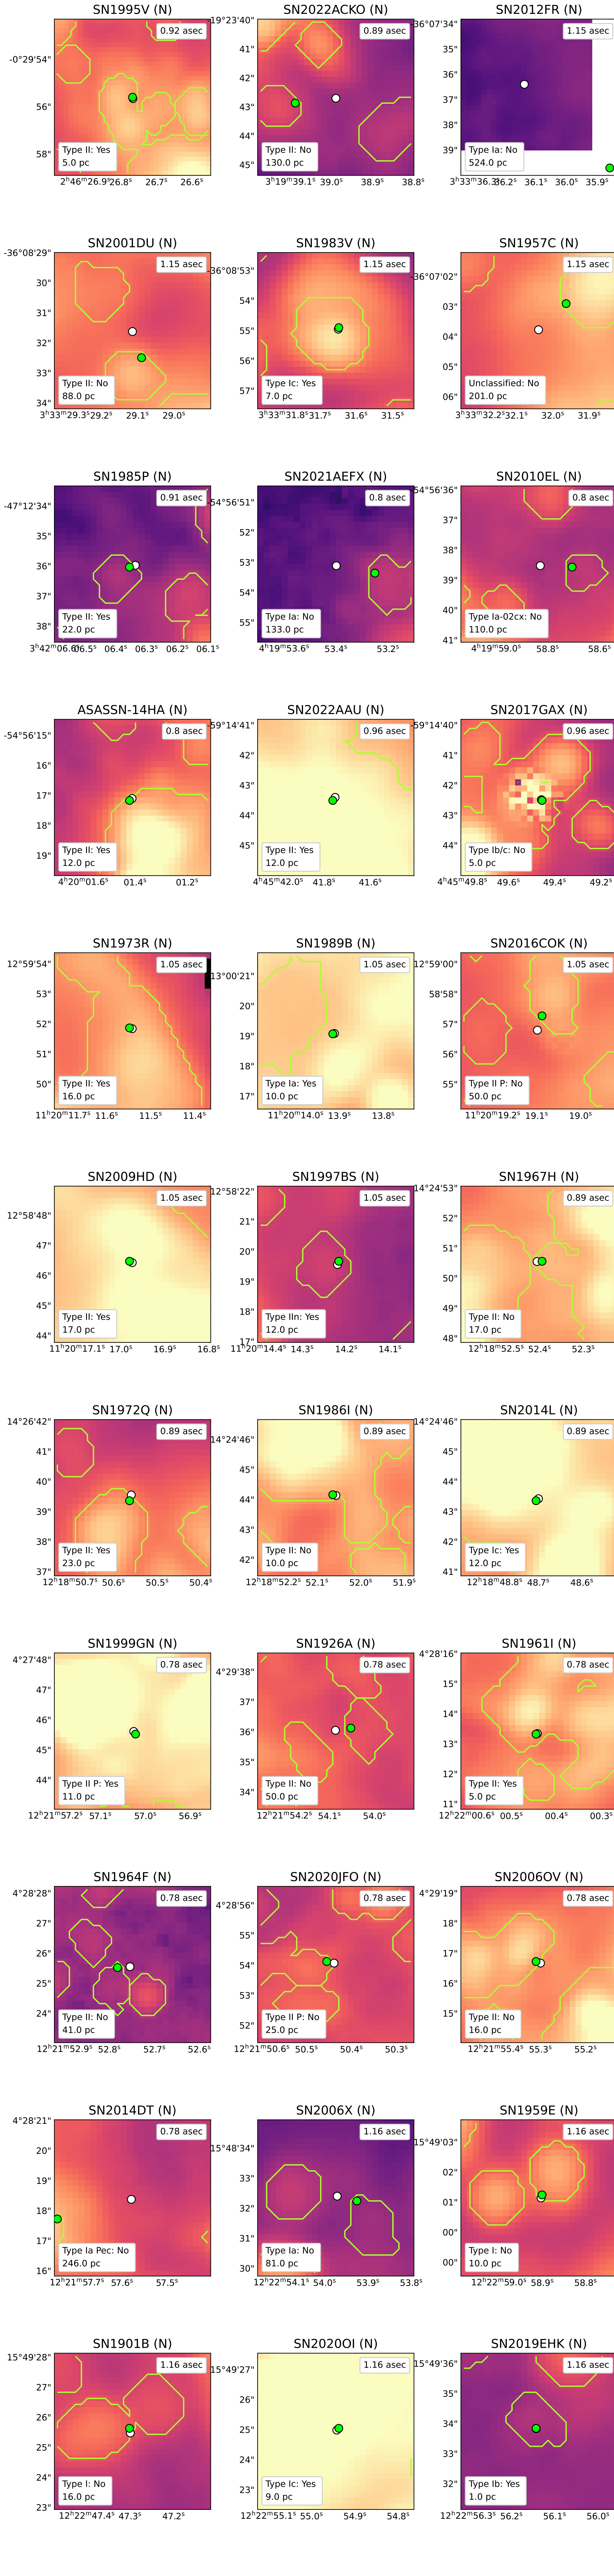 SN1995V (N)
0.92 asec
-0°29'54"
56"
58"
Type II: Yes
5.0 pc
2ʰ46ᵐ26.9ˢ26.8ˢ 26.7ˢ 26.6ˢ
SN2022ACKO (N)
19°23'40"
0.89 asec
41"
42"
43"
44"
45"
Type II: No
130.0 pc
3ʰ19ᵐ39.1ˢ39.0ˢ 38.9ˢ 38.8ˢ
SN2012FR (N)
-36°07'34"
1.15 asec
35"
36"
37"
38"
39"
Type Ia: No
524.0 pc
3ʰ33ᵐ36.3ˢ36.2ˢ 36.1ˢ 36.0ˢ 35.9ˢ
SN2001DU (N)
-36°08'29"
1.15 asec
30"
31"
32"
33"
34"
Type II: No
88.0 pc
3ʰ33ᵐ29.3ˢ29.2ˢ 29.1ˢ 29.0ˢ
SN1983V (N)
-36°08'53"
1.15 asec
54"
55"
56"
57"
Type Ic: Yes
7.0 pc
3ʰ33ᵐ31.8ˢ31.7ˢ 31.6ˢ 31.5ˢ
SN1957C (N)
-36°07'02"
1.15 asec
03"
04"
05"
06"
Unclassified: No
201.0 pc
3ʰ33ᵐ32.2ˢ32.1ˢ 32.0ˢ 31.9ˢ
SN1985P (N)
-47°12'34"
0.91 asec
35"
36"
37"
38"
Type II: Yes
22.0 pc
3ʰ42ᵐ06.6ˢ06.5ˢ 06.4ˢ 06.3ˢ 06.2ˢ 06.1ˢ
SN2021AEFX (N)
-54°56'51"
0.8 asec
52"
53"
54"
55"
Type Ia: No
133.0 pc
4ʰ19ᵐ53.6ˢ 53.4ˢ 53.2ˢ
SN2010EL (N)
-54°56'36"
0.8 asec
37"
38"
39"
40"
41"
Type Ia-02cx: No
110.0 pc
4ʰ19ᵐ59.0ˢ 58.8ˢ 58.6ˢ
ASASSN-14HA (N)
-54°56'15"
0.8 asec
16"
17"
18"
19"
Type II: Yes
12.0 pc
4ʰ20ᵐ01.6ˢ 01.4ˢ 01.2ˢ
SN2022AAU (N)
-59°14'41"
0.96 asec
42"
43"
44"
45"
Type II: Yes
12.0 pc
4ʰ45ᵐ42.0ˢ 41.8ˢ 41.6ˢ
SN2017GAX (N)
-59°14'40"
0.96 asec
41"
42"
43"
44"
Type Ib/c: No
5.0 pc
4ʰ45ᵐ49.8ˢ 49.6ˢ 49.4ˢ 49.2ˢ
SN1973R (N)
12°59'54"
1.05 asec
53"
52"
51"
50"
Type II: Yes
16.0 pc
11ʰ20ᵐ11.7ˢ 11.6ˢ 11.5ˢ 11.4ˢ
SN1989B (N)
13°00'21"
1.05 asec
20"
19"
18"
17"
Type Ia: Yes
10.0 pc
11ʰ20ᵐ14.0ˢ 13.9ˢ 13.8ˢ
SN2016COK (N)
12°59'00"
1.05 asec
58'58"
57"
56"
55"
Type II P: No
50.0 pc
11ʰ20ᵐ19.2ˢ 19.1ˢ 19.0ˢ
SN2009HD (N)
12°58'48"
1.05 asec
47"
46"
45"
44"
Type II: Yes
17.0 pc
11ʰ20ᵐ17.1ˢ 17.0ˢ 16.9ˢ 16.8ˢ
SN1997BS (N)
12°58'22"
1.05 asec
21"
20"
19"
18"
17"
Type IIn: Yes
12.0 pc
11ʰ20ᵐ14.4ˢ 14.3ˢ 14.2ˢ 14.1ˢ
SN1967H (N)
14°24'53"
0.89 asec
52"
51"
50"
49"
48"
Type II: No
17.0 pc
12ʰ18ᵐ52.5ˢ 52.4ˢ 52.3ˢ
SN1972Q (N)
14°26'42"
0.89 asec
41"
40"
39"
38"
37"
Type II: Yes
23.0 pc
12ʰ18ᵐ50.7ˢ 50.6ˢ 50.5ˢ 50.4ˢ
SN1986I (N)
14°24'46"
0.89 asec
45"
44"
43"
42"
Type II: No
10.0 pc
12ʰ18ᵐ52.2ˢ 52.1ˢ 52.0ˢ 51.9ˢ
SN2014L (N)
14°24'46"
0.89 asec
45"
44"
43"
42"
41"
Type Ic: Yes
12.0 pc
12ʰ18ᵐ48.8ˢ 48.7ˢ 48.6ˢ
SN1999GN (N)
4°27'48"
0.78 asec
47"
46"
45"
44"
Type II P: Yes
11.0 pc
12ʰ21ᵐ57.2ˢ 57.1ˢ 57.0ˢ 56.9ˢ
SN1926A (N)
4°29'38"
0.78 asec
37"
36"
35"
34"
Type II: No
50.0 pc
12ʰ21ᵐ54.2ˢ 54.1ˢ 54.0ˢ
SN1961I (N)
4°28'16"
0.78 asec
15"
14"
13"
12"
11"
Type II: Yes
5.0 pc
12ʰ22ᵐ00.6ˢ 00.5ˢ 00.4ˢ 00.3ˢ
SN1964F (N)
4°28'28"
0.78 asec
27"
26"
25"
24"
Type II: No
41.0 pc
12ʰ21ᵐ52.9ˢ 52.8ˢ 52.7ˢ 52.6ˢ
SN2020JFO (N)
4°28'56"
0.78 asec
55"
54"
53"
52"
Type II P: No
25.0 pc
12ʰ21ᵐ50.6ˢ 50.5ˢ 50.4ˢ 50.3ˢ
SN2006OV (N)
4°29'19"
0.78 asec
18"
17"
16"
15"
Type II: No
16.0 pc
12ʰ21ᵐ55.4ˢ 55.3ˢ 55.2ˢ
SN2014DT (N)
4°28'21"
0.78 asec
20"
19"
18"
17"
16"
Type Ia Pec: No
246.0 pc
12ʰ21ᵐ57.7ˢ 57.6ˢ 57.5ˢ
SN2006X (N)
15°48'34"
1.16 asec
33"
32"
31"
30"
Type Ia: No
81.0 pc
12ʰ22ᵐ54.1ˢ 54.0ˢ 53.9ˢ 53.8ˢ
SN1959E (N)
15°49'03"
1.16 asec
02"
01"
00"
00"
Type I: No
10.0 pc
12ʰ22ᵐ59.0ˢ 58.9ˢ 58.8ˢ
SN1901B (N)
15°49'28"
1.16 asec
27"
26"
25"
24"
23"
Type I: No
16.0 pc
12ʰ22ᵐ47.4ˢ 47.3ˢ 47.2ˢ
SN2020OI (N)
15°49'27"
1.16 asec
26"
25"
24"
23"
Type Ic: Yes
9.0 pc
12ʰ22ᵐ55.1ˢ 55.0ˢ 54.9ˢ 54.8ˢ
SN2019EHK (N)
15°49'36"
1.16 asec
35"
34"
33"
32"
Type Ib: Yes
1.0 pc
12ʰ22ᵐ56.3ˢ 56.2ˢ 56.1ˢ 56.0ˢ